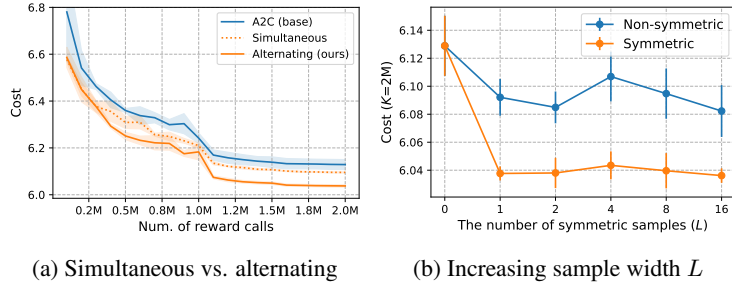 6.8
6.6
6.4
6.2
6.0
Cost
A2C (base)
Simultaneous
Alternating (ours)
0.2M 0.5M 0.8M 1.0M 1.2M 1.5M 1.8M 2.0M
Num. of reward calls
(a) Simultaneous vs. alternating
6.14
6.12
6.10
6.08
6.06
6.04
Cost (K=2M)
Non-symmetric
Symmetric
0 1 2 4 8 16
The number of symmetric samples (L)
(b) Increasing sample width L